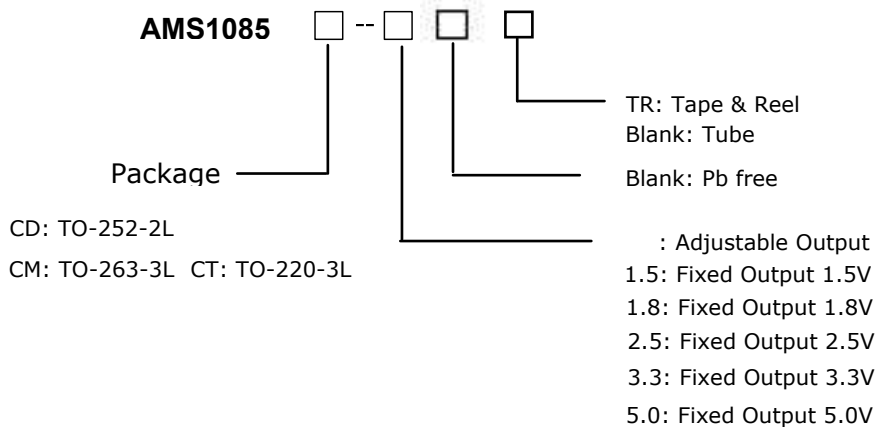 AMS1085 --
TR: Tape & Reel
Blank: Tube
Package
Blank: Pb free
CD: TO-252-2L
CM: TO-263-3L CT: TO-220-3L
: Adjustable Output
1.5: Fixed Output 1.5V
1.8: Fixed Output 1.8V
2.5: Fixed Output 2.5V
3.3: Fixed Output 3.3V
5.0: Fixed Output 5.0V